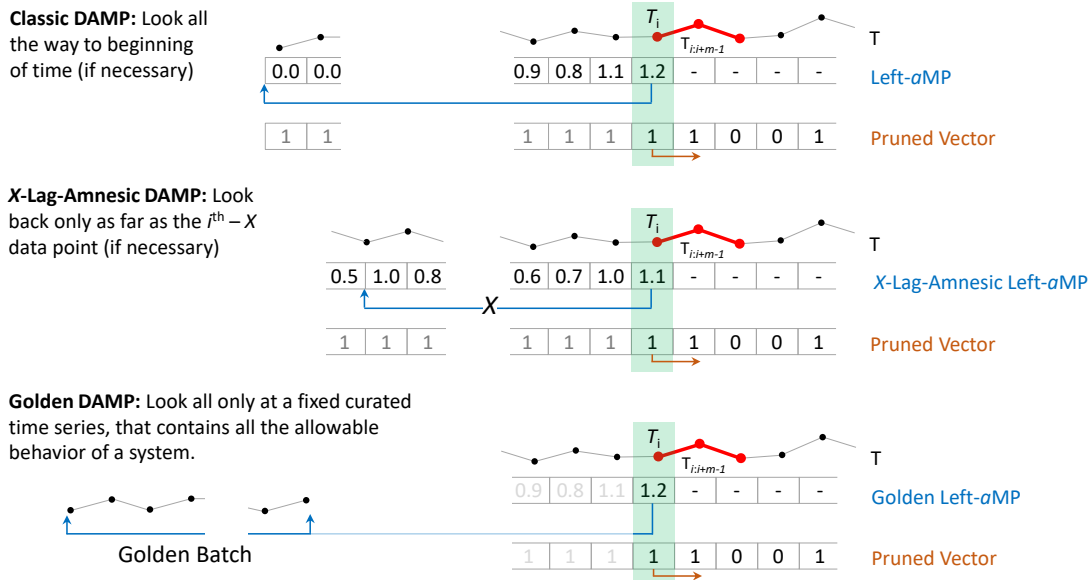 Classic DAMP: Look all
the way to beginning
of time (if necessary)
Ti
Ti:i+m-1
T
0.0 0.0 0.9 0.8 1.1 1.2 - - - -
Left-aMP
1 1 1 1 1 1 1 0 0 1
Pruned Vector
X-Lag-Amnesic DAMP: Look
back only as far as the ith – X
data point (if necessary)
Ti
Ti:i+m-1
T
0.5 1.0 0.8 0.6 0.7 1.0 1.1 - - - -
X-Lag-Amnesic Left-aMP
X
1 1 1 1 1 1 1 1 0 0 1
Pruned Vector
Golden DAMP: Look all only at a fixed curated
time series, that contains all the allowable
behavior of a system.
Ti
Ti:i+m-1
T
0.9 0.8 1.1 1.2 - - - -
Golden Left-aMP
Golden Batch
1 1 1 1 1 0 0 1
Pruned Vector